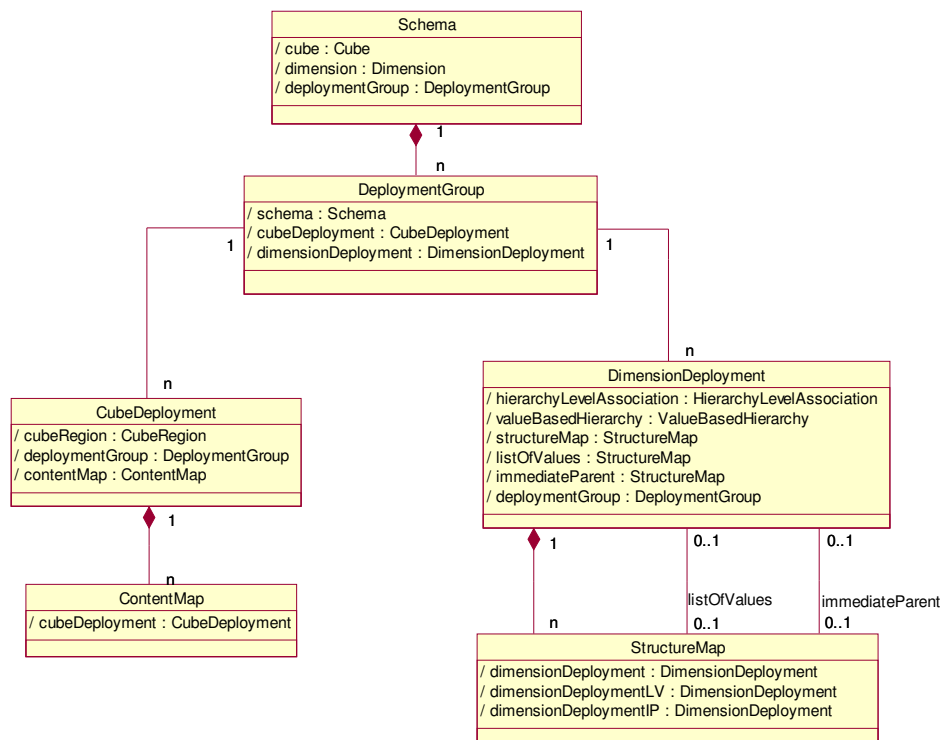 Schema
/ cube : Cube
/ dimension : Dimension
/ deploymentGroup : DeploymentGroup
1
n
DeploymentGroup
/ schema : Schema
/ cubeDeployment : CubeDeployment
/ dimensionDeployment : DimensionDeployment
1
1
n
n
CubeDeployment
/ cubeRegion : CubeRegion
/ deploymentGroup : DeploymentGroup
/ contentMap : ContentMap
1
n
ContentMap
/ cubeDeployment : CubeDeployment
DimensionDeployment
/ hierarchyLevelAssociation : HierarchyLevelAssociation
/ valueBasedHierarchy : ValueBasedHierarchy
/ structureMap : StructureMap
/ listOfValues : StructureMap
/ immediateParent : StructureMap
/ deploymentGroup : DeploymentGroup
1
0..1
0..1
listOfValues
immediateParent
n
0..1
0..1
StructureMap
/ dimensionDeployment : DimensionDeployment
/ dimensionDeploymentLV : DimensionDeployment
/ dimensionDeploymentIP : DimensionDeployment